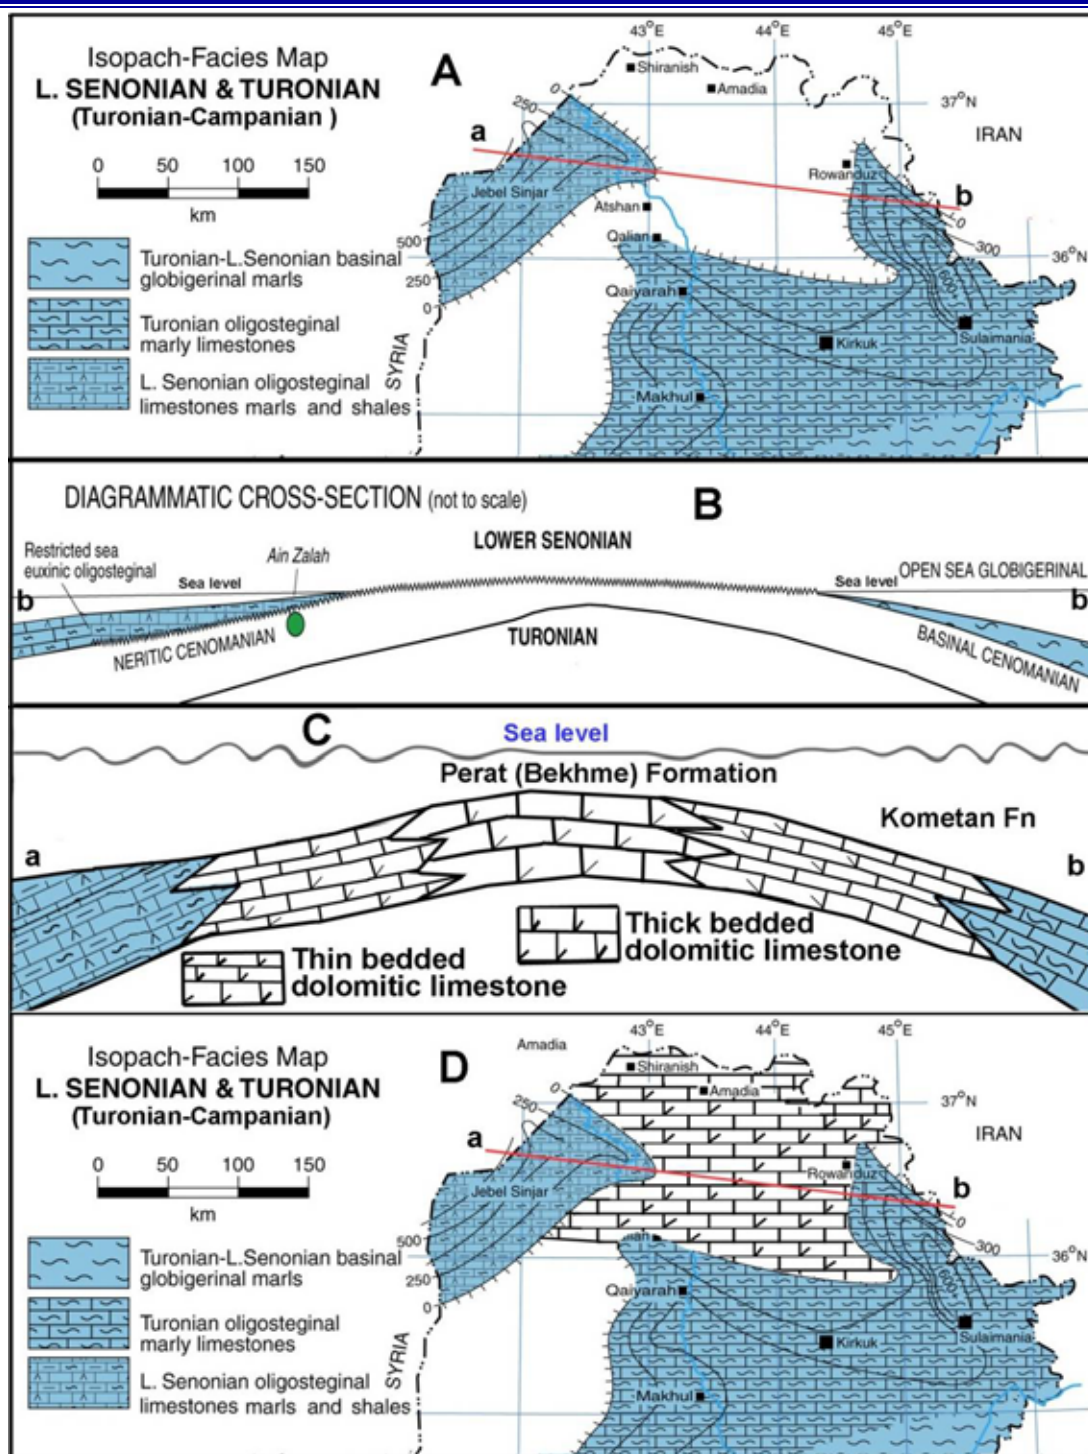 43°E
44°E
45°E
Isopach-Facies Map
L. SENONIAN & TURONIAN
(Turonian-Campanian )
A
Shiranish
Amadia
37°N
IRAN
0
250
a
0 50 100 150
km
Rowanduz
b
Jebel Sinjar
Atshan
Qalian
0
300
36°N
600+
500
250
0
Turonian-L.Senonian basinal
globigerinal marls
Qaiyarah
Turonian oligosteginal
marly limestones
Kirkuk
Sulaimania
SYRIA
L. Senonian oligosteginal
limestones marls and shales
Makhul
DIAGRAMMATIC CROSS-SECTION (not to scale)
B
Restricted sea
euxinic oligosteginal
Ain Zalah
LOWER SENONIAN
Sea level
Sea level
OPEN SEA GLOBIGERINAL
b
b
NERITIC CENOMANIAN
TURONIAN
BASINAL CENOMANIAN
C
Sea level
Perat (Bekhme) Formation
Kometan Fn
a
b
Thick bedded
dolomitic limestone
Thin bedded
dolomitic limestone
43°E
44°E
45°E
Amadia
Isopach-Facies Map
L. SENONIAN & TURONIAN
(Turonian-Campanian)
D
Shiranish
Amadia
37°N
IRAN
0
250
a
0 50 100 150
km
Rowanduz
b
Jebel Sinjar
0
300
36°N
600+
500
250
0
Turonian-L.Senonian basinal
globigerinal marls
Qaiyarah
Turonian oligosteginal
marly limestones
Kirkuk
Sulaimania
SYRIA
L. Senonian oligosteginal
limestones marls and shales
Makhul